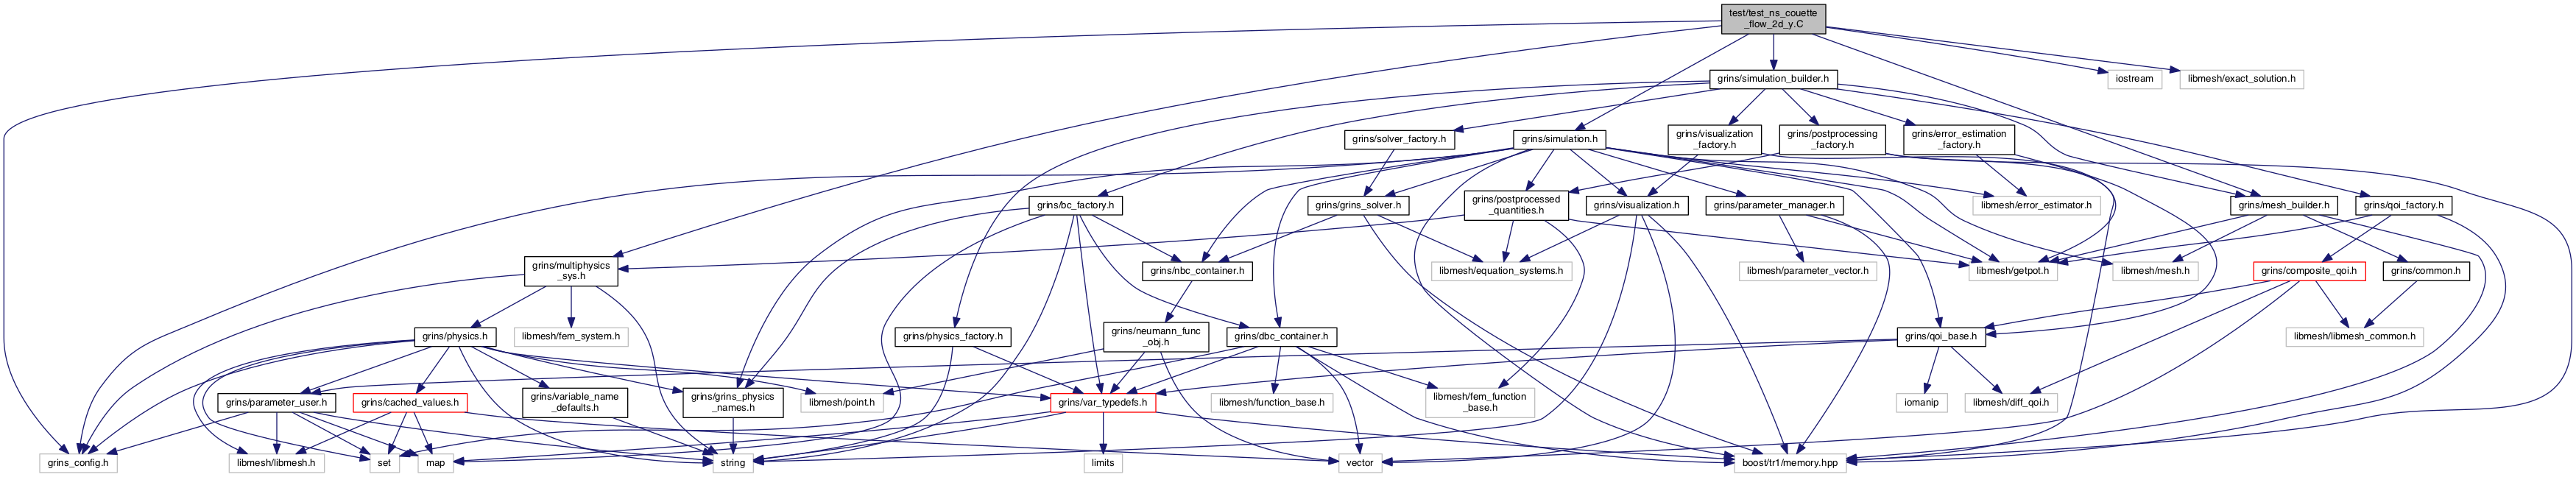 test/test_ns_couette
_flow_2d_y.C
grins/simulation_builder.h
iostream
libmesh/exact_solution.h
grins/solver_factory.h
grins/simulation.h
grins/visualization
_factory.h
grins/postprocessing
_factory.h
grins/error_estimation
_factory.h
grins/bc_factory.h
grins/grins_solver.h
grins/postprocessed
_quantities.h
grins/visualization.h
grins/parameter_manager.h
libmesh/error_estimator.h
grins/mesh_builder.h
grins/qoi_factory.h
grins/multiphysics
_sys.h
grins/nbc_container.h
libmesh/equation_systems.h
libmesh/parameter_vector.h
libmesh/getpot.h
libmesh/mesh.h
grins/composite_qoi.h
grins/common.h
grins/physics.h
libmesh/fem_system.h
grins/physics_factory.h
grins/neumann_func
_obj.h
grins/dbc_container.h
grins/qoi_base.h
libmesh/libmesh_common.h
grins/parameter_user.h
grins/cached_values.h
grins/variable_name
_defaults.h
grins/grins_physics
_names.h
libmesh/point.h
grins/var_typedefs.h
libmesh/function_base.h
libmesh/fem_function
_base.h
iomanip
libmesh/diff_qoi.h
grins_config.h
libmesh/libmesh.h
set
map
string
limits
vector
boost/tr1/memory.hpp